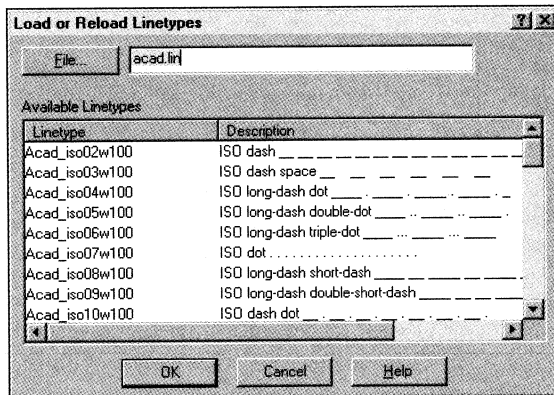 Load or Reload Linetypes
File... acad.lin
Available Linetypes
Linetype Description
Acad_iso02w100 ISO dash __ __ __ __ __ __ __ __ __ __ __
Acad_iso03w100 ISO dash space __ __ __ __ __ __
Acad_iso04w100 ISO long-dash dot ____ . ____ . ____ . ____ . _
Acad_iso05w100 ISO long-dash double-dot ____ .. ____ .. ____ .
Acad_iso06w100 ISO long-dash triple-dot ____ ... ____ ... ____
Acad_iso07w100 ISO dot . . . . . . . . . . . . . . . . . . . .
Acad_iso08w100 ISO long-dash short-dash ____ __ ____ __ ____
Acad_iso09w100 ISO long-dash double-short-dash ____ __ __ ____
Acad_iso10w100 ISO dash dot __ . __ . __ . __ . __ . __ . __ .
OK Cancel Help